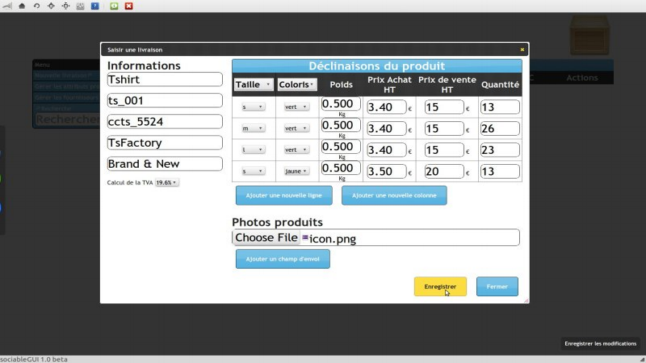 Saisir une livraison
Menu
Actions
Informations
Tshirt
ts_001
ccts_5524
TsFactory
Brand & New
Calcul de la TVA 19.6%
Déclinaisons du produit
Taille Coloris Poids Prix Achat HT Prix de vente HT Quantité
s vert 0.500 Kg 3.40 € 15 € 13
m vert 0.500 Kg 3.40 € 15 € 26
l vert 0.500 Kg 3.40 € 15 € 23
s jaune 0.500 Kg 3.50 € 20 € 13
Ajouter une nouvelle ligne Ajouter une nouvelle colonne
Photos produits
Choose File icon.png
Ajouter un champ d'envoi
Enregistrer Fermer
Enregistrer les modifications
sociableGUI 1.0 beta